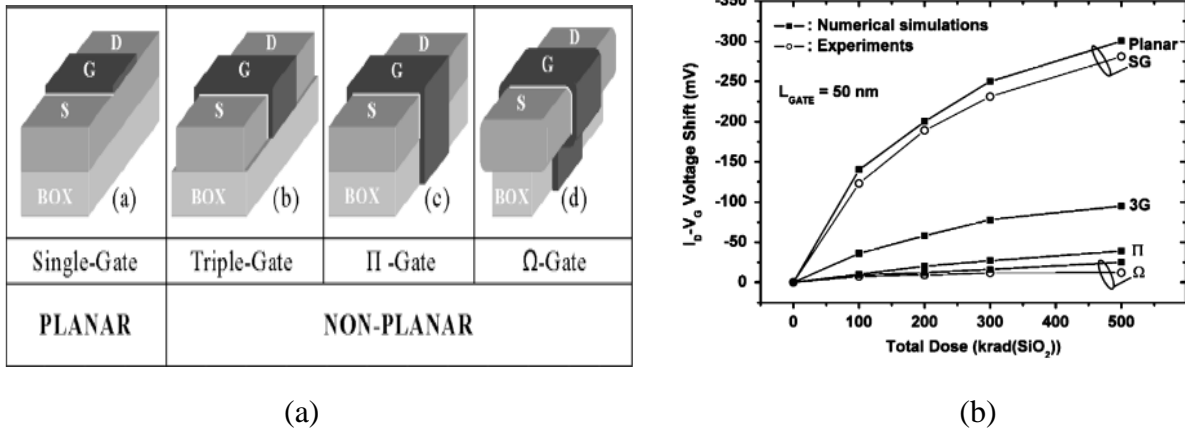 D
G
S
BOX
(a)
D
G
S
BOX
(b)
D
G
S
BOX
(c)
D
G
S
BOX
(d)
Single-Gate
Triple-Gate
Π -Gate
Ω-Gate
PLANAR
NON-PLANAR
(a)
-350
-300
-250
-200
-150
-100
-50
0
I_D-V_G Voltage Shift (mV)
: Numerical simulations
: Experiments
L_GATE = 50 nm
Planar
SG
3G
Π
Ω
0 100 200 300 400 500
Total Dose (krad(SiO₂))
(b)